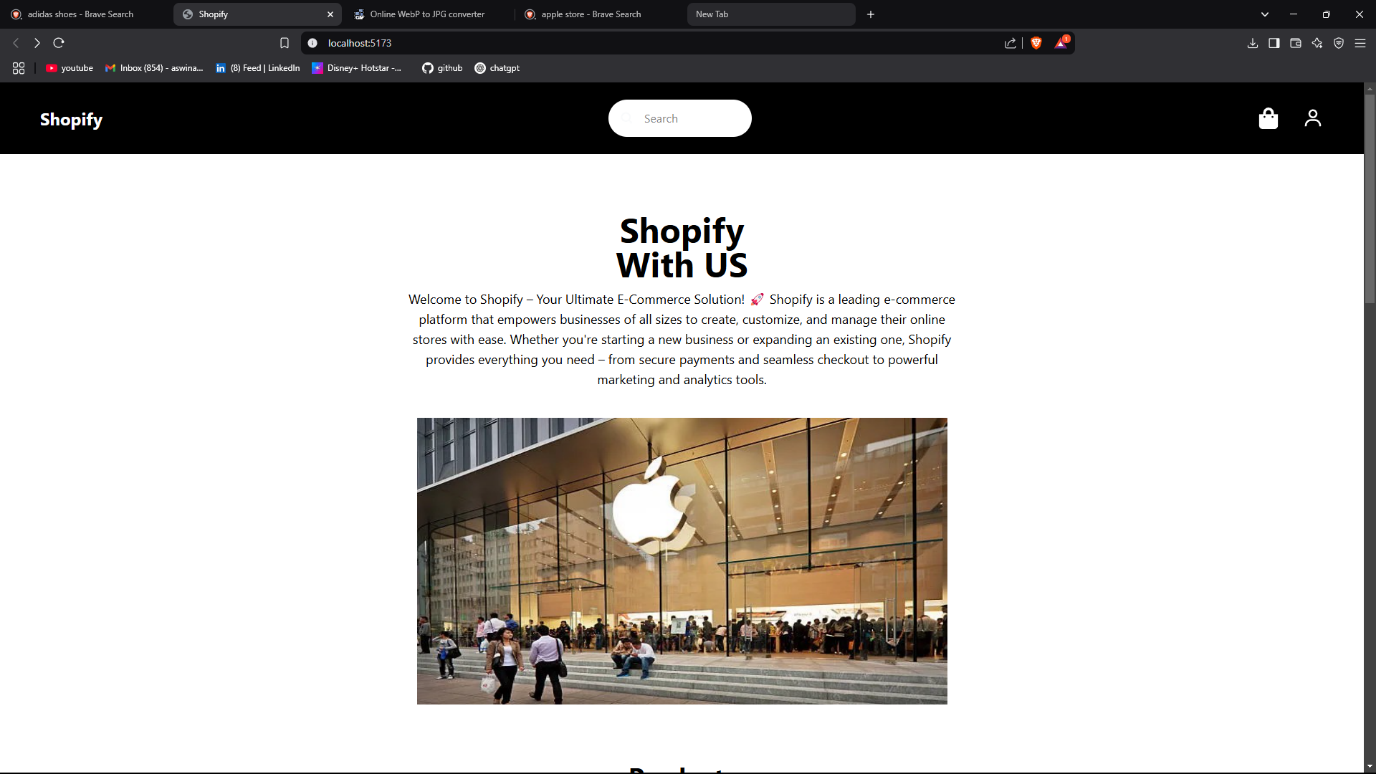 adidas shoes - Brave Search
Shopify
Online WebP to JPG converter
apple store - Brave Search
New Tab
localhost:5173
1
youtube
Inbox (854) - aswina...
(8) Feed | LinkedIn
Disney+ Hotstar -...
github
chatgpt
Shopify
Search
Shopify
With US
Welcome to Shopify – Your Ultimate E-Commerce Solution! 🚀 Shopify is a leading e-commerce
platform that empowers businesses of all sizes to create, customize, and manage their online
stores with ease. Whether you're starting a new business or expanding an existing one, Shopify
provides everything you need – from secure payments and seamless checkout to powerful
marketing and analytics tools.